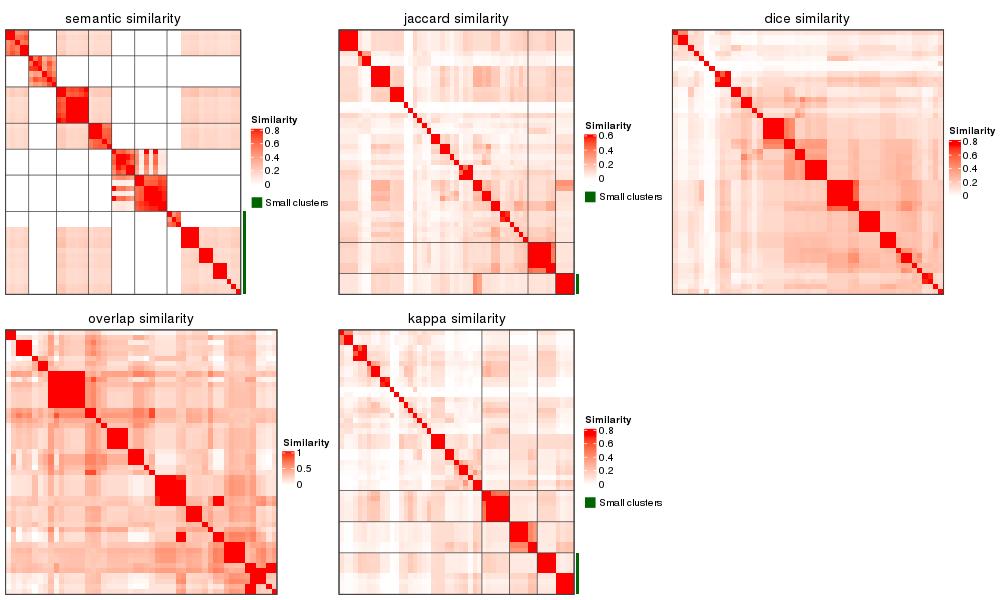 semantic similarity
Similarity
0.8
0.6
0.4
0.2
0
Small clusters
jaccard similarity
Similarity
0.6
0.4
0.2
0
Small clusters
dice similarity
Similarity
0.8
0.6
0.4
0.2
0
overlap similarity
Similarity
1
0.5
0
kappa similarity
Similarity
0.8
0.6
0.4
0.2
0
Small clusters